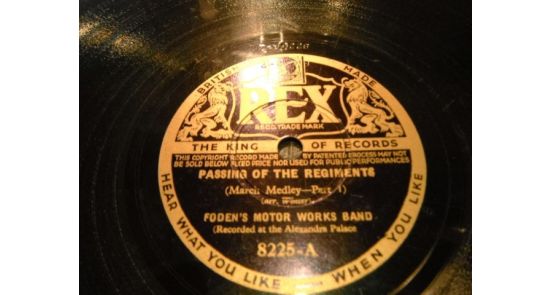 BRITISH MADE
REX
REGD. TRADE MARK
THE KING OF RECORDS
THIS COPYRIGHT RECORD MADE BY PATENTED PROCESS MAY NOT
BE SOLD BELOW FIXED PRICE NOR USED FOR PUBLIC PERFORMANCES
PASSING OF THE REGIMENTS
(March Medley—Part 1)
(arr. Winter)
FODEN'S MOTOR WORKS BAND
(Recorded at the Alexandra Palace
8225-A
HEAR WHAT YOU LIKE — WHEN YOU LIKE